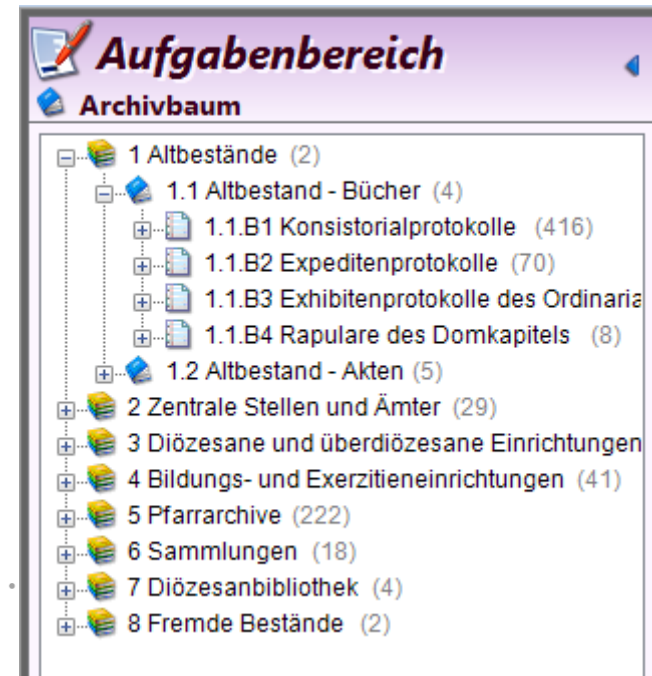 Aufgabenbereich
Archivbaum
1 Altbestände (2)
1.1 Altbestand - Bücher (4)
1.1.B1 Konsistorialprotokolle (416)
1.1.B2 Expeditenprotokolle (70)
1.1.B3 Exhibitenprotokolle des Ordinaria
1.1.B4 Rapulare des Domkapitels (8)
1.2 Altbestand - Akten (5)
2 Zentrale Stellen und Ämter (29)
3 Diözesane und überdiözesane Einrichtungen
4 Bildungs- und Exerzitieneinrichtungen (41)
5 Pfarrarchive (222)
6 Sammlungen (18)
7 Diözesanbibliothek (4)
8 Fremde Bestände (2)